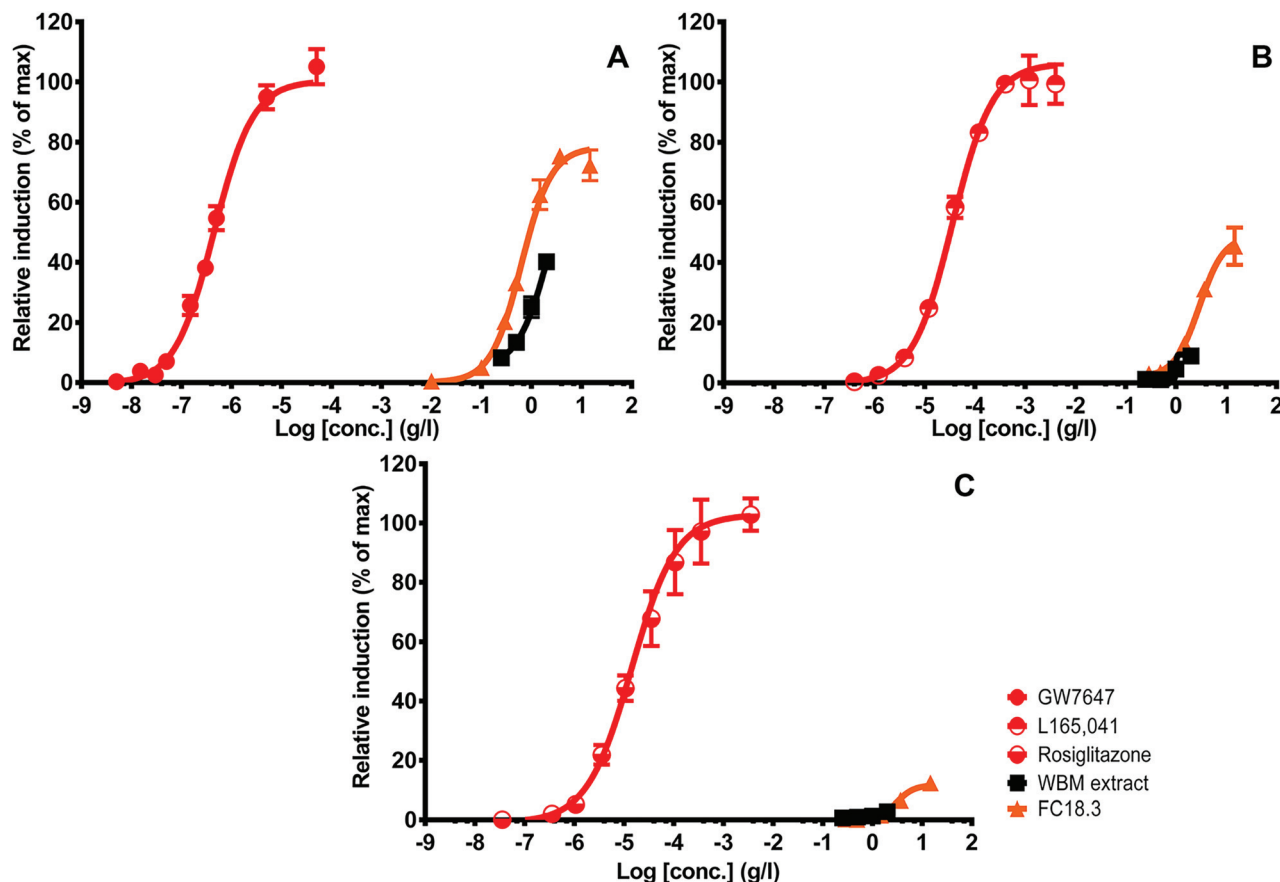 A
Relative induction (% of max)
120
100
80
60
40
20
0
-9 -8 -7 -6 -5 -4 -3 -2 -1 0 1 2
Log [conc.] (g/l)
B
Relative induction (% of max)
120
100
80
60
40
20
0
-9 -8 -7 -6 -5 -4 -3 -2 -1 0 1 2
Log [conc.] (g/l)
C
Relative induction (% of max)
120
100
80
60
40
20
0
-9 -8 -7 -6 -5 -4 -3 -2 -1 0 1 2
Log [conc.] (g/l)
GW7647
L165,041
Rosiglitazone
WBM extract
FC18.3